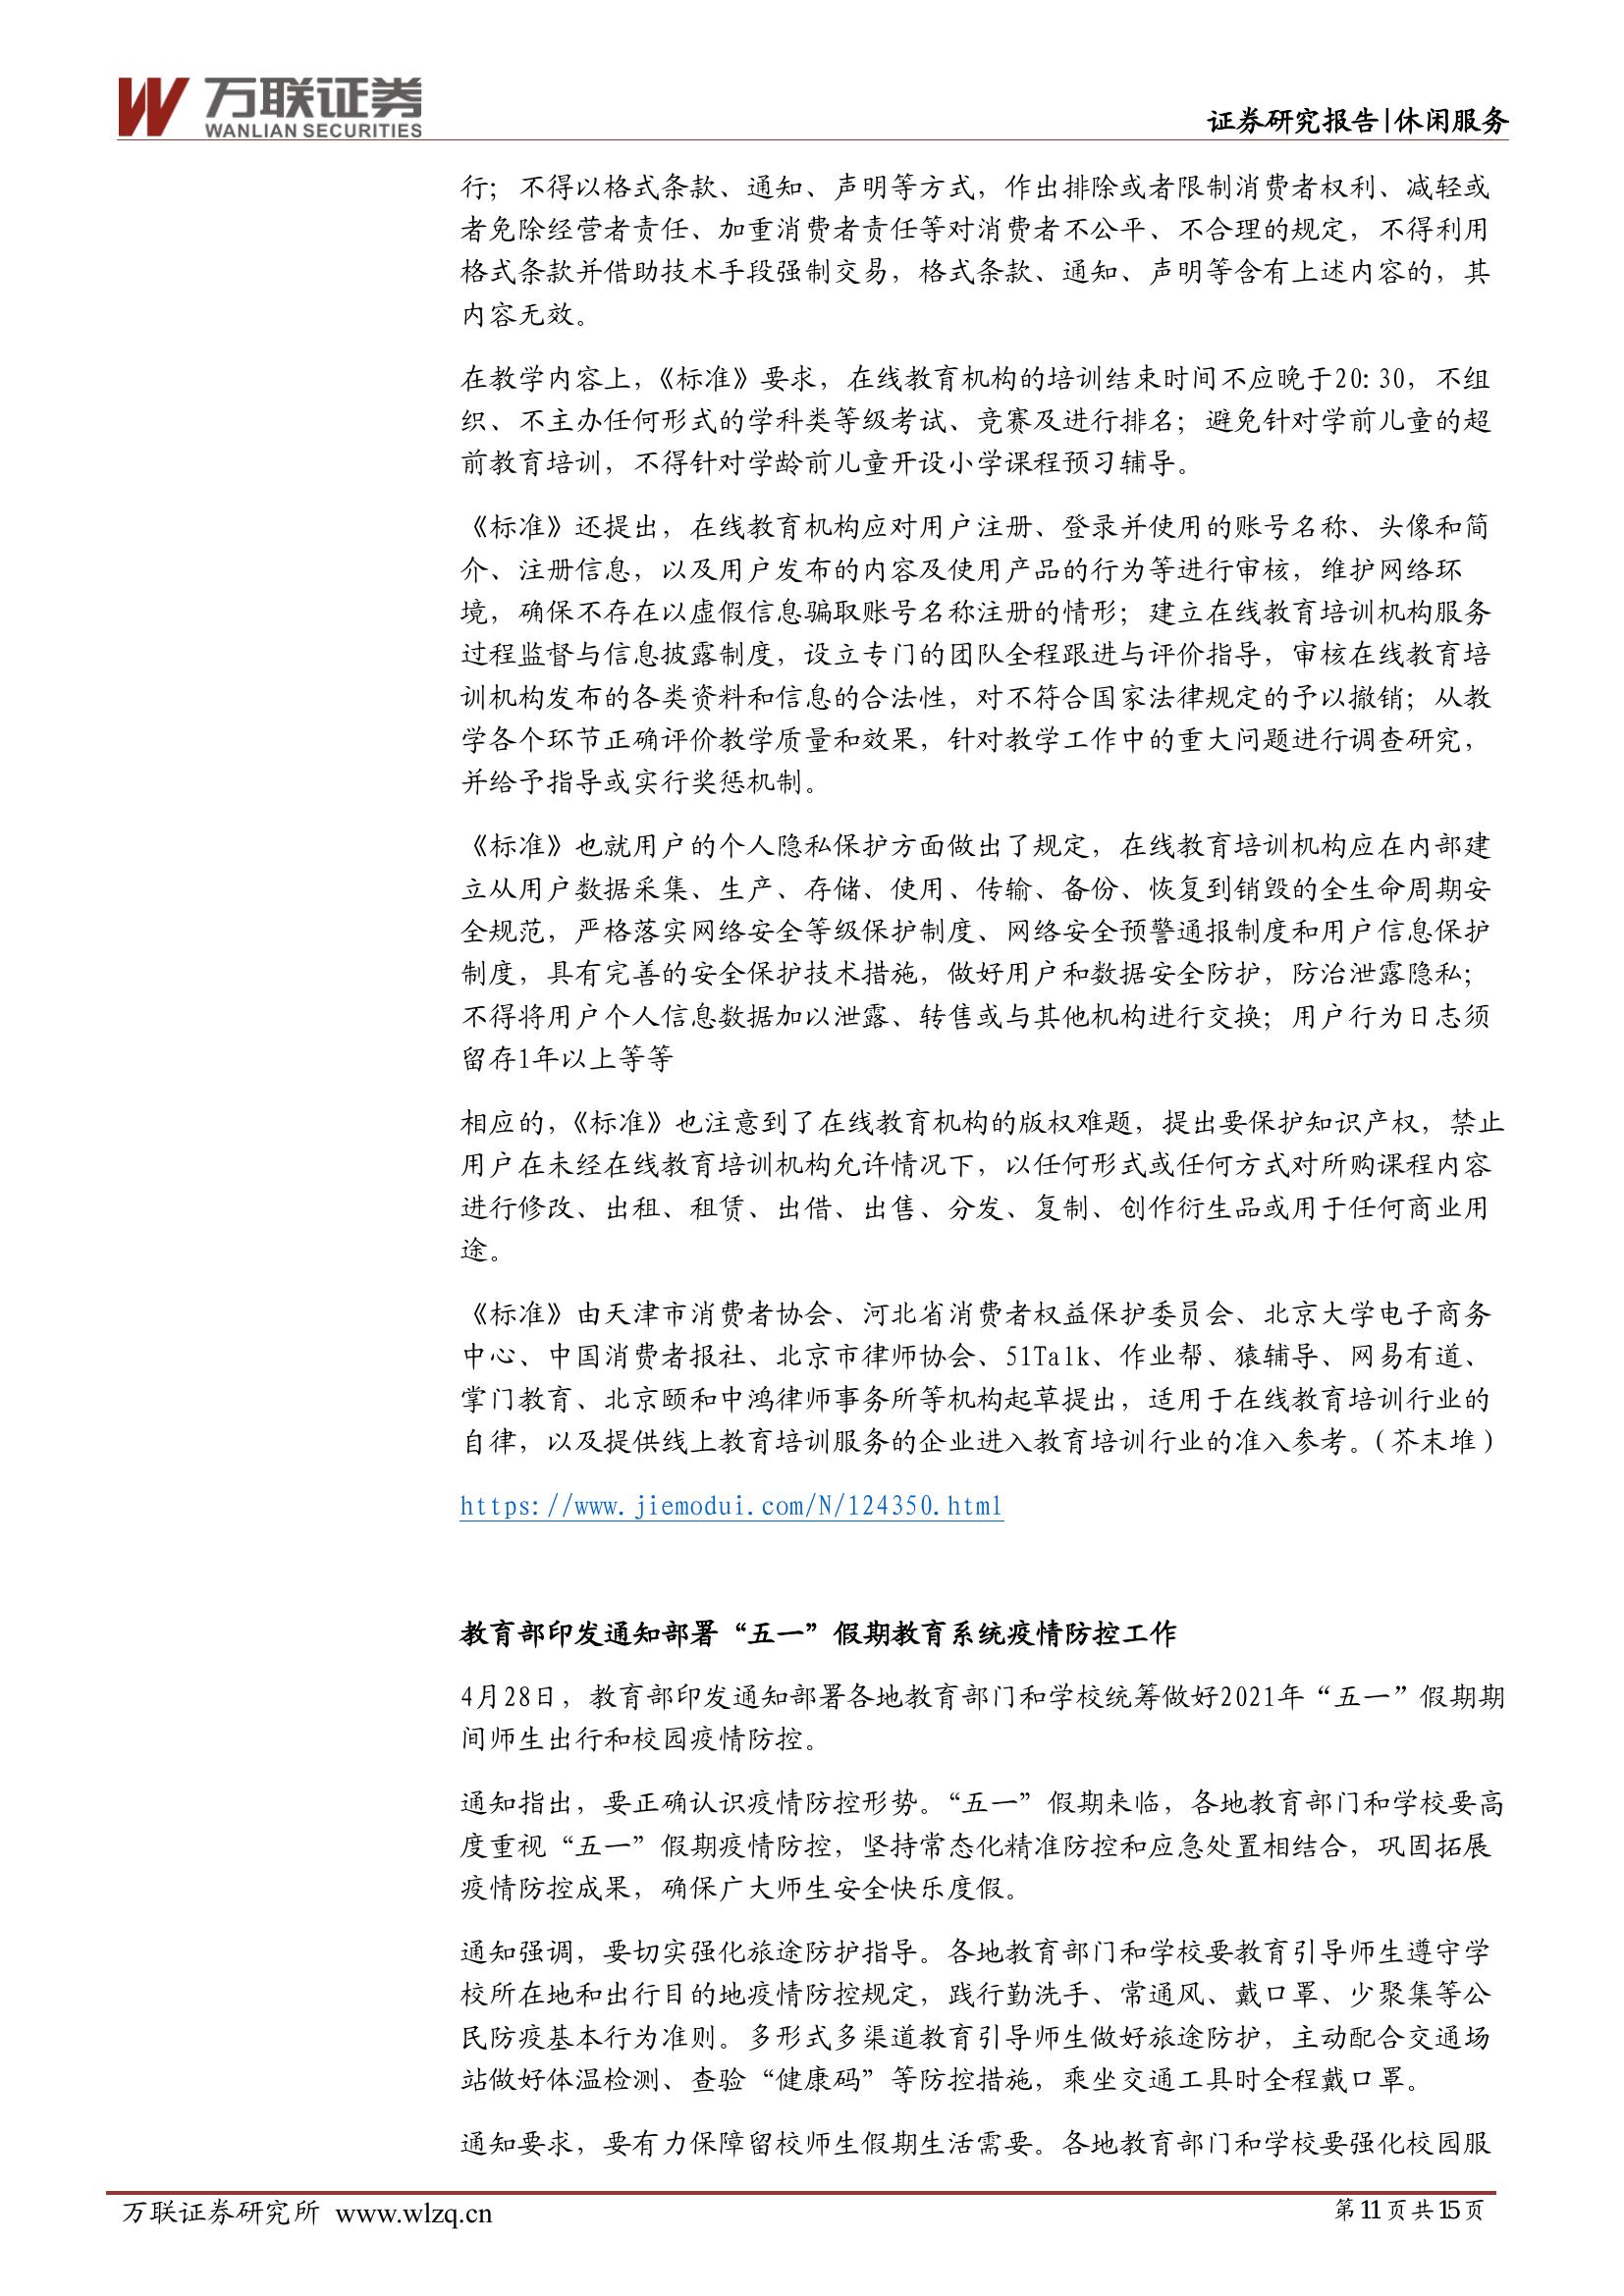 万联证券
WANLIAN SECURITIES
证券研究报告|休闲服务
行；不得以格式条款、通知、声明等方式，作出排除或者限制消费者权利、减轻或
者免除经营者责任、加重消费者责任等对消费者不公平、不合理的规定，不得利用
格式条款并借助技术手段强制交易，格式条款、通知、声明等含有上述内容的，其
内容无效。
在教学内容上，《标准》要求，在线教育机构的培训结束时间不应晚于20:30，不组
织、不主办任何形式的学科类等级考试、竞赛及进行排名；避免针对学前儿童的超
前教育培训，不得针对学龄前儿童开设小学课程预习辅导。
《标准》还提出，在线教育机构应对用户注册、登录并使用的账号名称、头像和简
介、注册信息，以及用户发布的内容及使用产品的行为等进行审核，维护网络环
境，确保不存在以虚假信息骗取账号名称注册的情形；建立在线教育培训机构服务
过程监督与信息披露制度，设立专门的团队全程跟进与评价指导，审核在线教育培
训机构发布的各类资料和信息的合法性，对不符合国家法律规定的予以撤销；从教
学各个环节正确评价教学质量和效果，针对教学工作中的重大问题进行调查研究，
并给予指导或实行奖惩机制。
《标准》也就用户的个人隐私保护方面做出了规定，在线教育培训机构应在内部建
立从用户数据采集、生产、存储、使用、传输、备份、恢复到销毁的全生命周期安
全规范，严格落实网络安全等级保护制度、网络安全预警通报制度和用户信息保护
制度，具有完善的安全保护技术措施，做好用户和数据安全防护，防治泄露隐私；
不得将用户个人信息数据加以泄露、转售或与其他机构进行交换；用户行为日志须
留存1年以上等等
相应的，《标准》也注意到了在线教育机构的版权难题，提出要保护知识产权，禁止
用户在未经在线教育培训机构允许情况下，以任何形式或任何方式对所购课程内容
进行修改、出租、租赁、出借、出售、分发、复制、创作衍生品或用于任何商业用
途。
《标准》由天津市消费者协会、河北省消费者权益保护委员会、北京大学电子商务
中心、中国消费者报社、北京市律师协会、51Talk、作业帮、猿辅导、网易有道、
掌门教育、北京颐和中鸿律师事务所等机构起草提出，适用于在线教育培训行业的
自律，以及提供线上教育培训服务的企业进入教育培训行业的准入参考。（芥末堆）
https://www.jiemodui.com/N/124350.html
教育部印发通知部署“五一”假期教育系统疫情防控工作
4月28日，教育部印发通知部署各地教育部门和学校统筹做好2021年“五一”假期期
间师生出行和校园疫情防控。
通知指出，要正确认识疫情防控形势。“五一”假期来临，各地教育部门和学校要高
度重视“五一”假期疫情防控，坚持常态化精准防控和应急处置相结合，巩固拓展
疫情防控成果，确保广大师生安全快乐度假。
通知强调，要切实强化旅途防护指导。各地教育部门和学校要教育引导师生遵守学
校所在地和出行目的地疫情防控规定，践行勤洗手、常通风、戴口罩、少聚集等公
民防疫基本行为准则。多形式多渠道教育引导师生做好旅途防护，主动配合交通场
站做好体温检测、查验“健康码”等防控措施，乘坐交通工具时全程戴口罩。
通知要求，要有力保障留校师生假期生活需要。各地教育部门和学校要强化校园服
万联证券研究所 www.wlzq.cn
第11页共15页